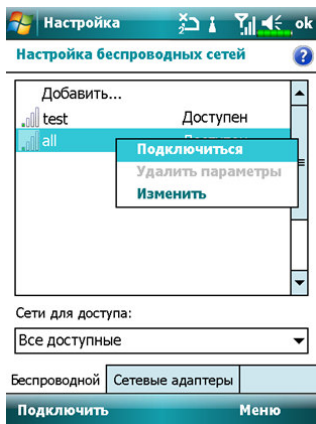 Настройка ok
Настройка беспроводных сетей ?
Добавить...
test Доступен
all
Подключиться
Удалить параметры
Изменить
Сети для доступа:
Все доступные
Беспроводной Сетевые адаптеры
Подключить Меню